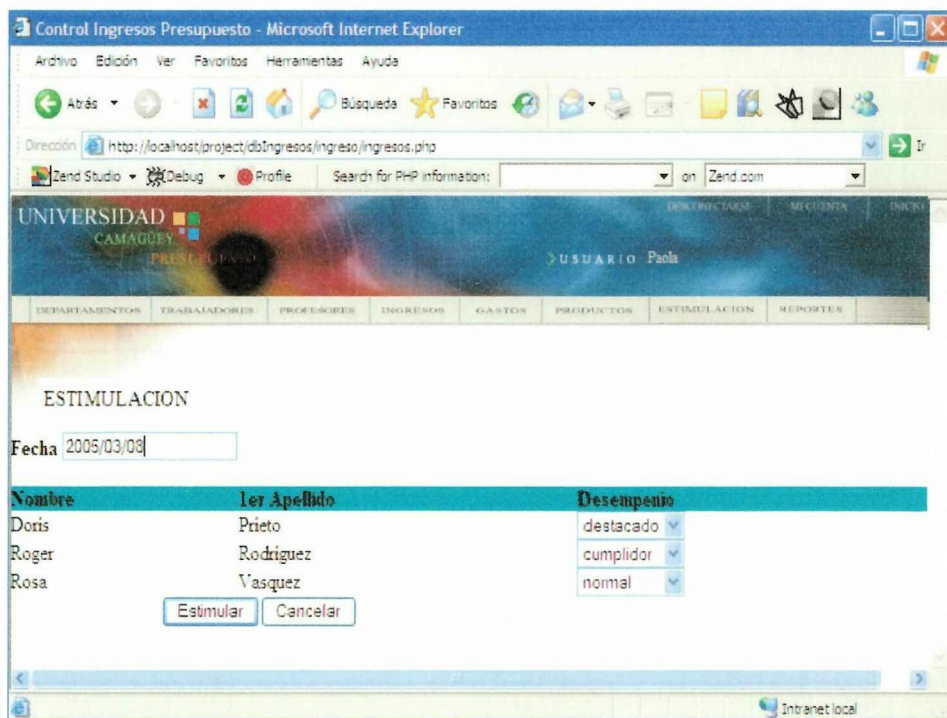 Control Ingresos Presupuesto - Microsoft Internet Explorer
Archivo Edición Ver Favoritos Herramientas Ayuda
Atrás Búsqueda Favoritos
Dirección http://localhost/project/dbIngresos/ingreso/ingresos.php Ir
Zend Studio Debug Profile Search for PHP information: on Zend.com
DESCONECTARSE MI CUENTA INICIO
UNIVERSIDAD
CAMAGÜEY
PRESUPUESTO
USUARIO Paola
DEPARTAMENTOS TRABAJADORES PROFESORES INGRESOS GASTOS PRODUCTOS ESTIMULACION REPORTES
ESTIMULACION
Fecha 2005/03/08
Nombre 1er Apellido Desempenio
Doris Prieto destacado
Roger Rodriguez cumplidor
Rosa Vasquez normal
Estimular Cancelar
Intranet local